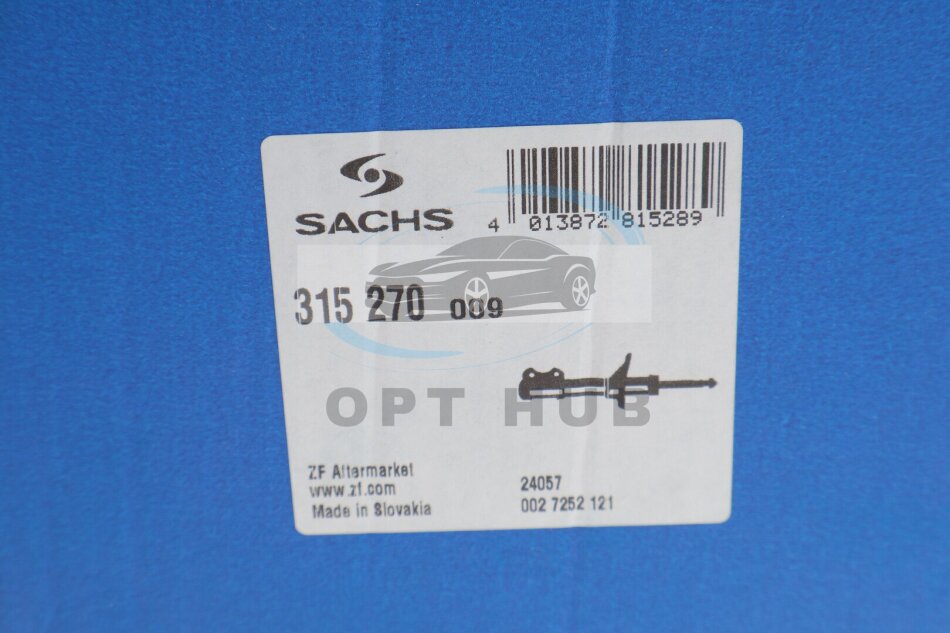 SACHS
4 013872 815289
315 270 009
OPT HUB
ZF Aftermarket
www.zf.com
Made in Slovakia
24057
002 7252 121